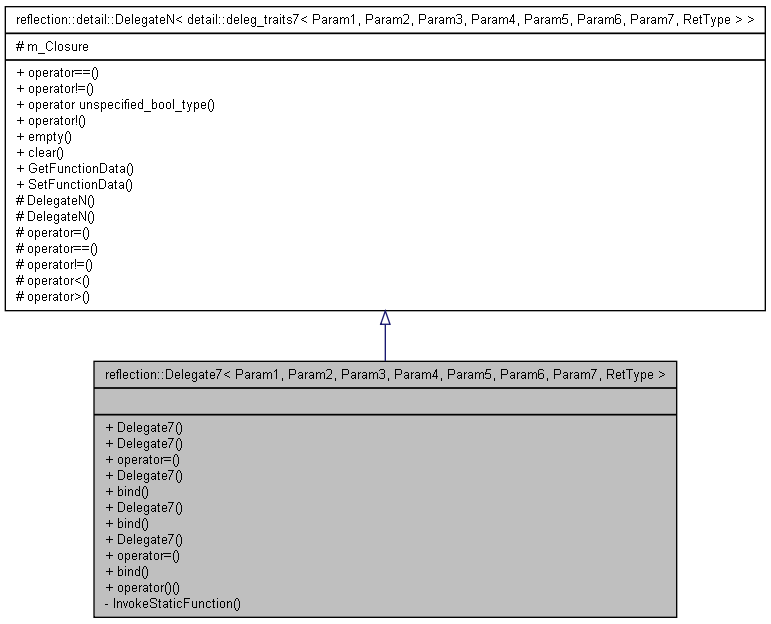 reflection::detail::DelegateN< detail::deleg_traits7< Param1, Param2, Param3, Param4, Param5, Param6, Param7, RetType > >
# m_Closure
+ operator==()
+ operator!=()
+ operator unspecified_bool_type()
+ operator!()
+ empty()
+ clear()
+ GetFunctionData()
+ SetFunctionData()
# DelegateN()
# DelegateN()
# operator=()
# operator==()
# operator!=()
# operator<()
# operator>()
reflection::Delegate7< Param1, Param2, Param3, Param4, Param5, Param6, Param7, RetType >
+ Delegate7()
+ Delegate7()
+ operator=()
+ Delegate7()
+ bind()
+ Delegate7()
+ bind()
+ Delegate7()
+ operator=()
+ bind()
+ operator()()
- InvokeStaticFunction()